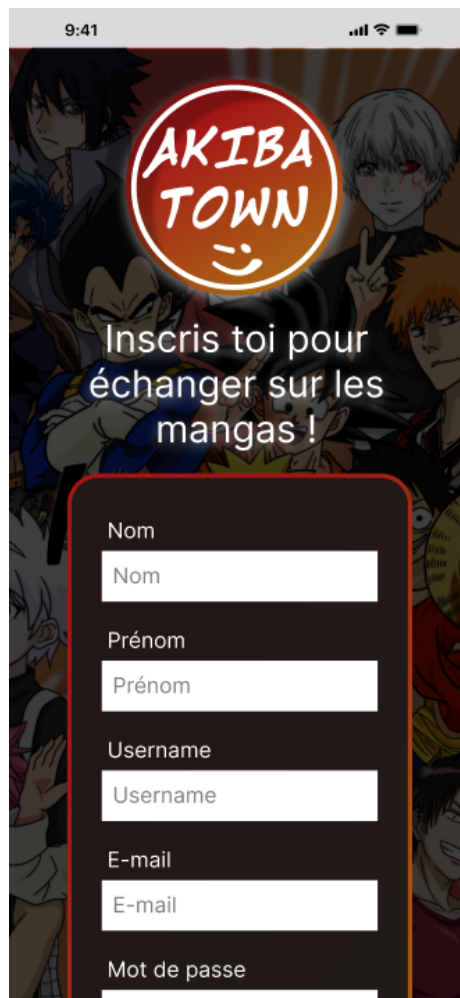 9:41
AKIBA
TOWN
Inscris toi pour
échanger sur les
mangas !
Nom
Nom
Prénom
Prénom
Username
Username
E-mail
E-mail
Mot de passe